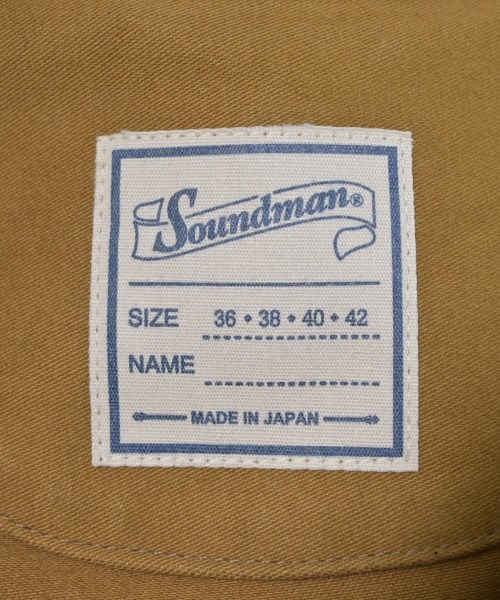 Soundman®
SIZE 36 • 38 • 40 • 42
NAME
MADE IN JAPAN